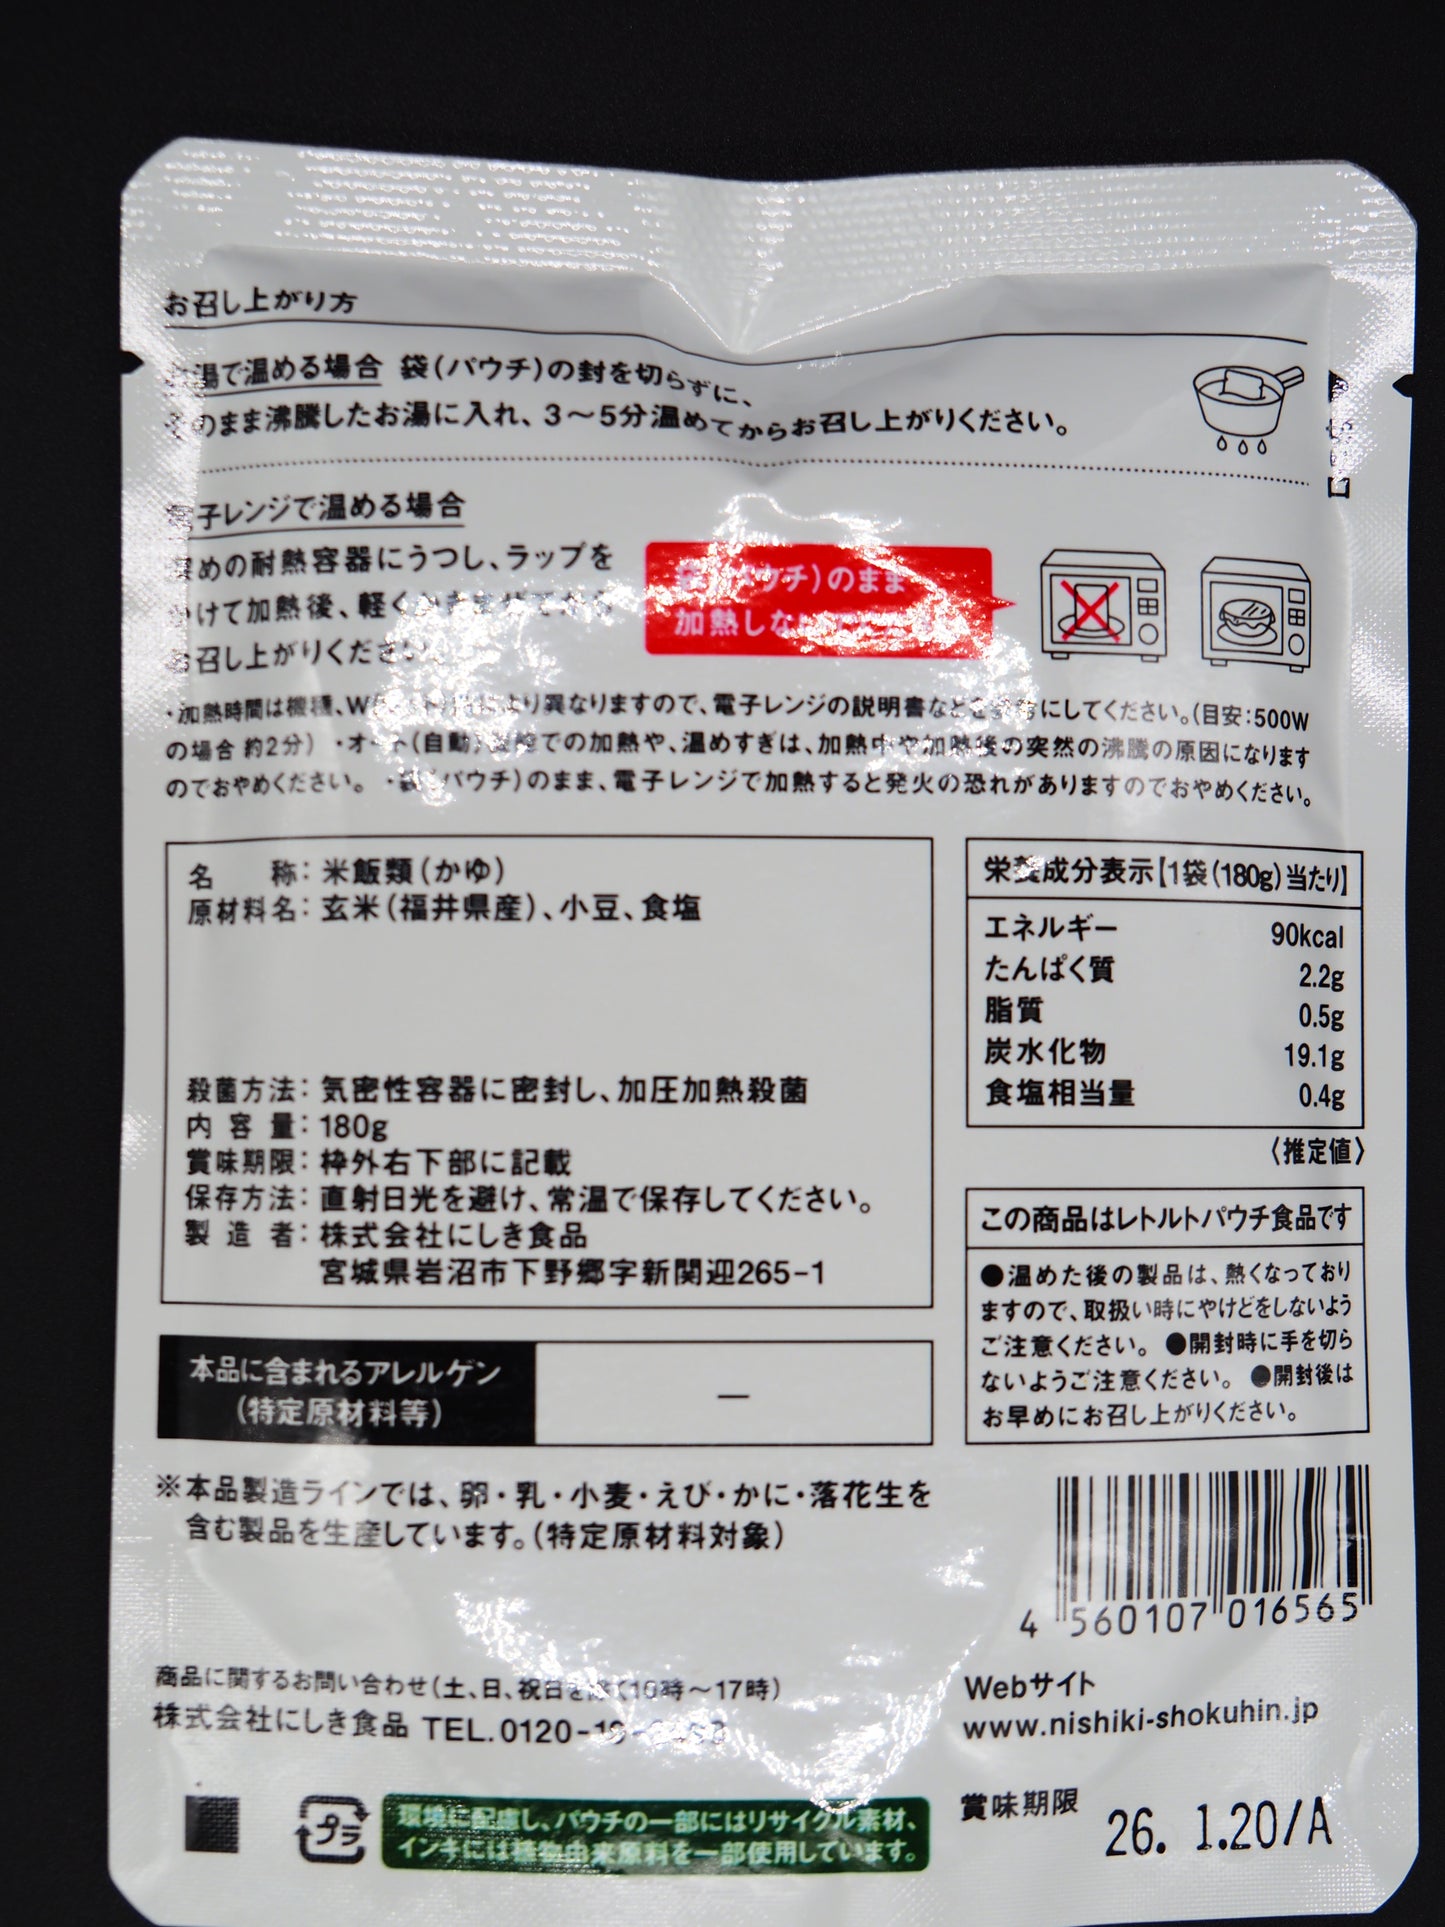 お召し上がり方
お湯で温める場合 袋(パウチ)の封を切らずに、
そのまま沸騰したお湯に入れ、3〜5分温めてからお召し上がりください。
電子レンジで温める場合
深めの耐熱容器にうつし、ラップを
かけて加熱後、軽く
お召し上がりください。
袋(パウチ)のまま
加熱しないでください
・加熱時間は機種、W より異なりますので、電子レンジの説明書などを参考にしてください。(目安:500W
の場合 約2分) ・オート(自動)機能での加熱や、温めすぎは、加熱中や加熱後の突然の沸騰の原因になります
のでおやめください。 ・袋(パウチ)のまま、電子レンジで加熱すると発火の恐れがありますのでおやめください。
名称:米飯類(かゆ)
原材料名:玄米(福井県産)、小豆、食塩
殺菌方法:気密性容器に密封し、加圧加熱殺菌
内容量:180g
賞味期限:枠外右下部に記載
保存方法:直射日光を避け、常温で保存してください。
製造者:株式会社にしき食品
宮城県岩沼市下野郷字新関迎265-1
栄養成分表示【1袋(180g)当たり】
エネルギー 90kcal
たんぱく質 2.2g
脂質 0.5g
炭水化物 19.1g
食塩相当量 0.4g
〈推定値〉
この商品はレトルトパウチ食品です
●温めた後の製品は、熱くなっており
ますので、取扱い時にやけどをしないよう
ご注意ください。 ●開封時に手を切ら
ないようご注意ください。 ●開封後は
お早めにお召し上がりください。
本品に含まれるアレルゲン
(特定原材料等)
―
※本品製造ラインでは、卵・乳・小麦・えび・かに・落花生を
含む製品を生産しています。(特定原材料対象)
4 560107 016565
商品に関するお問い合わせ(土、日、祝日を除く10時〜17時)
株式会社にしき食品 TEL.0120-19-
Webサイト
www.nishiki-shokuhin.jp
プラ
環境に配慮し、パウチの一部にはリサイクル素材、
インキには植物由来原料を一部使用しています。
賞味期限 26. 1.20/A